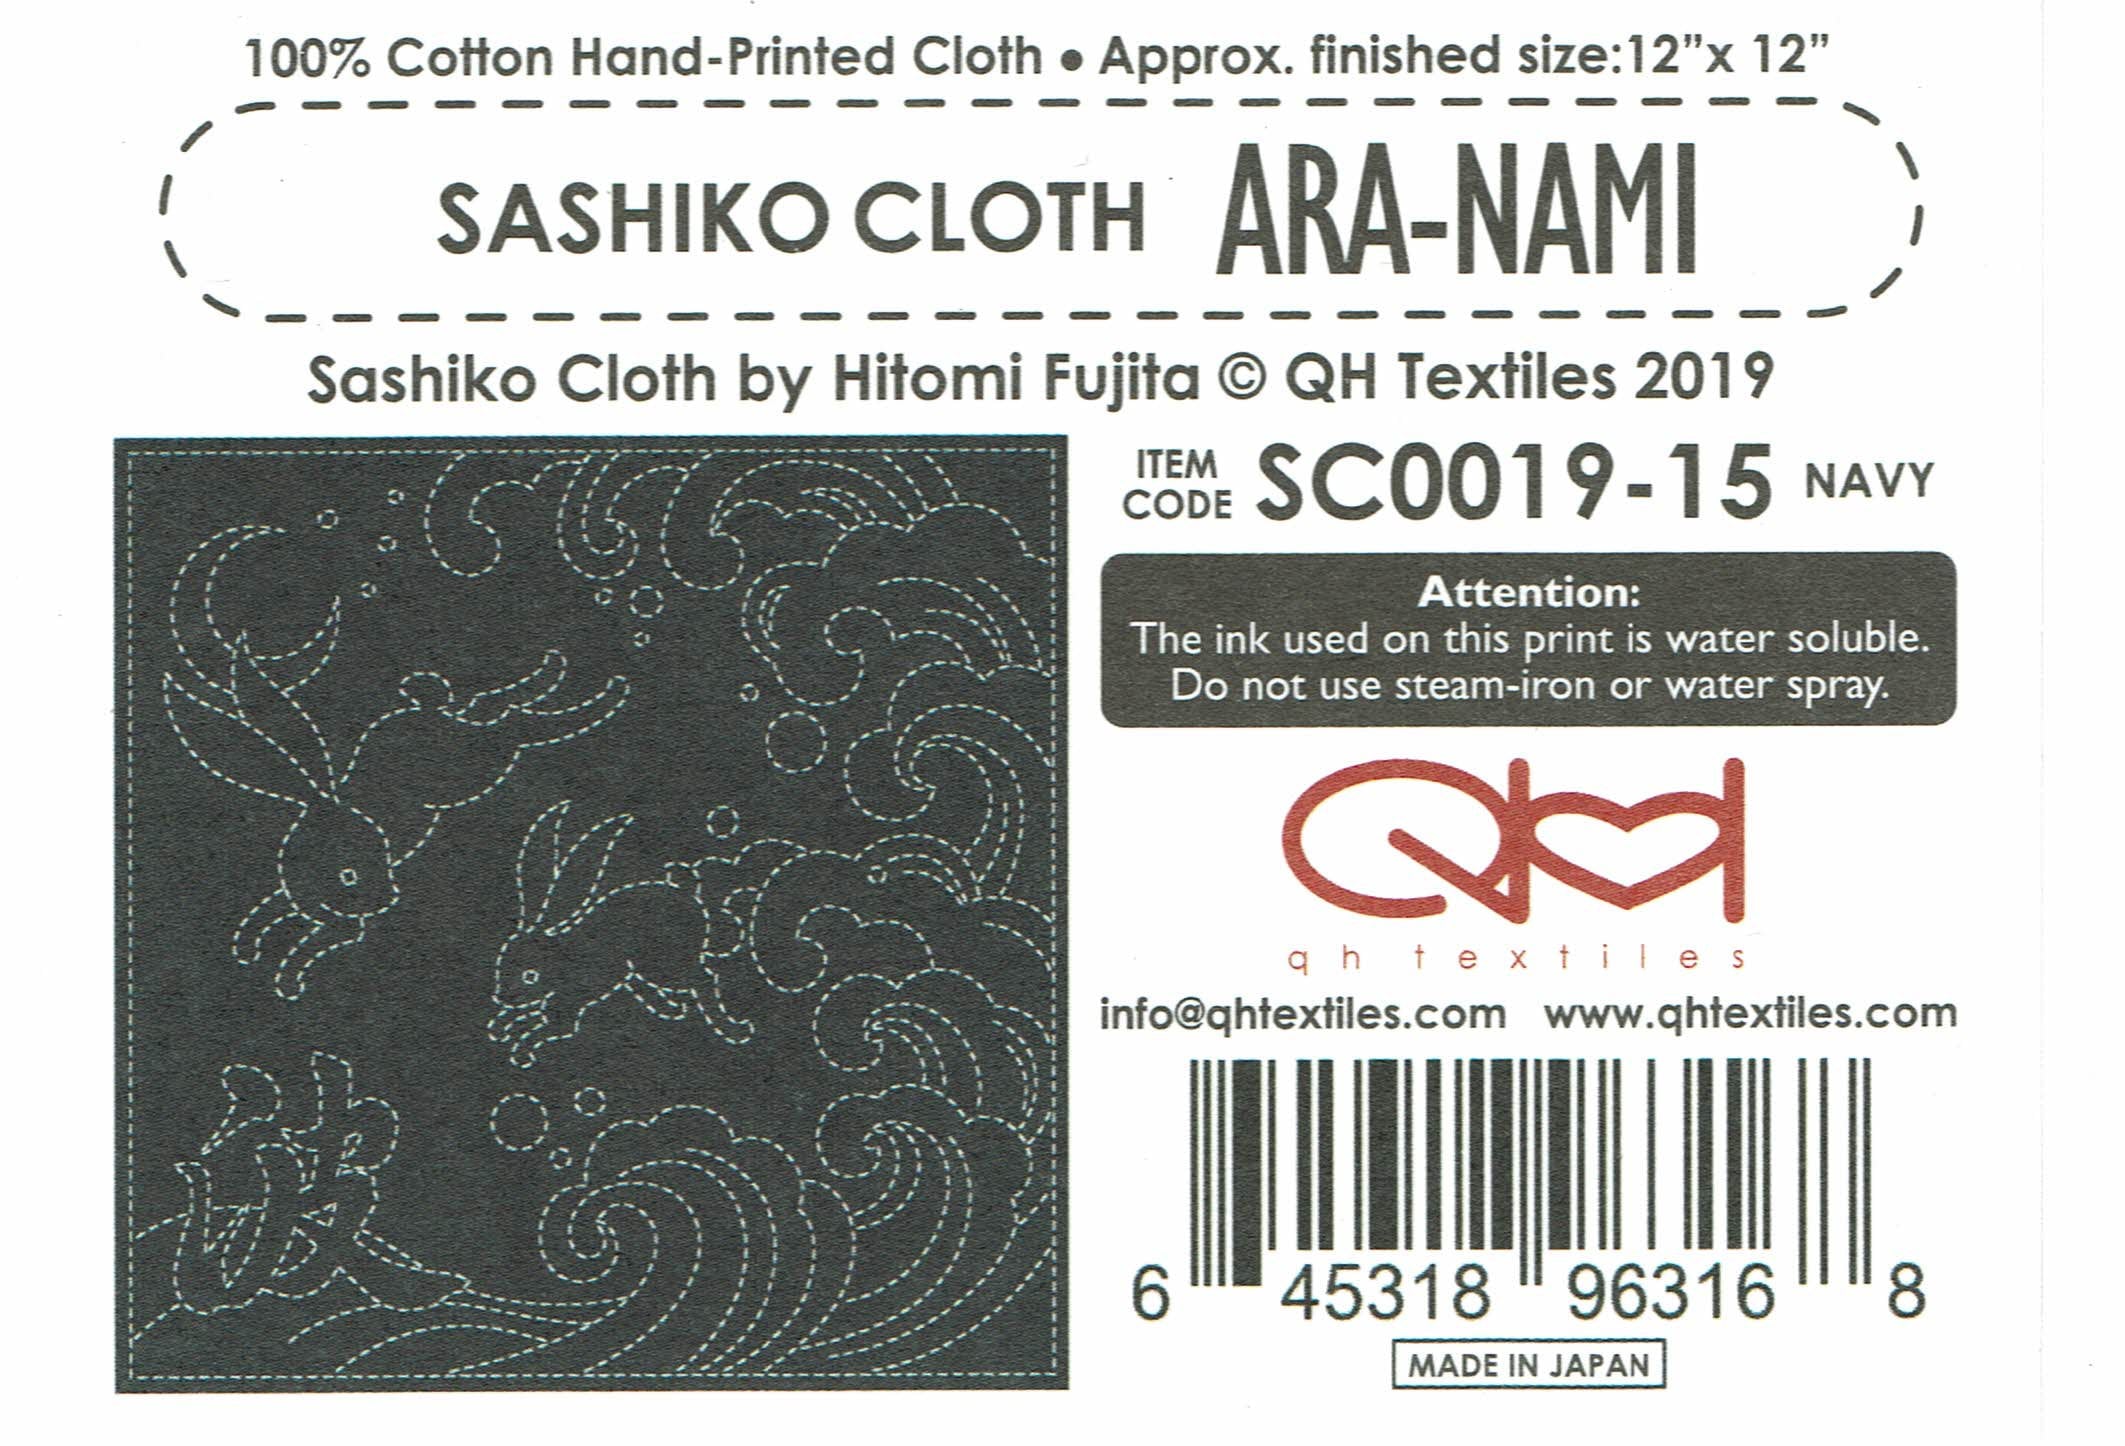 100% Cotton Hand-Printed Cloth • Approx. finished size:12”x 12”
SASHIKO CLOTH ARA-NAMI
Sashiko Cloth by Hitomi Fujita © QH Textiles 2019
ITEM CODE SC0019-15 NAVY
Attention:
The ink used on this print is water soluble.
Do not use steam-iron or water spray.
QH
qh textiles
info@qhtextiles.com www.qhtextiles.com
6 45318 96316 8
MADE IN JAPAN
波